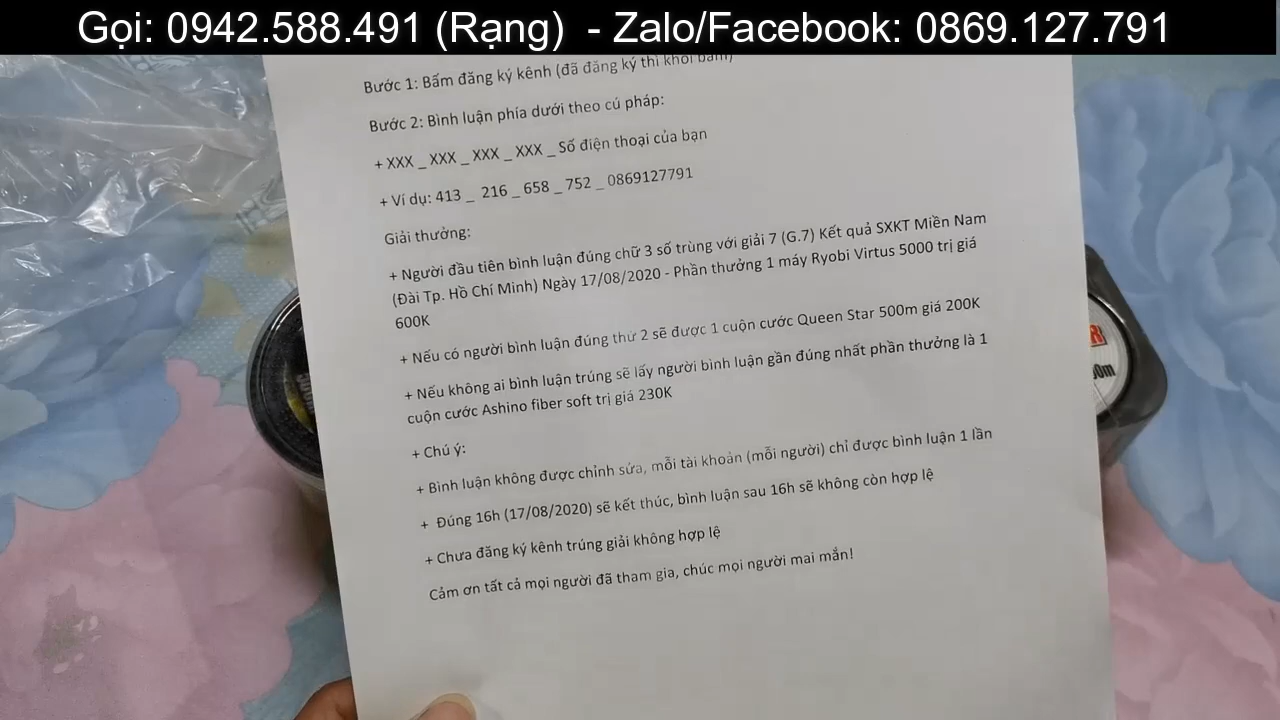 Gọi: 0942.588.491 (Rạng) - Zalo/Facebook: 0869.127.791
Bước 1: Bấm đăng ký kênh (đã đăng ký thì khỏi bấm)
Bước 2: Bình luận phía dưới theo cú pháp:
+ XXX _ XXX _ XXX _ XXX _ Số điện thoại của bạn
+ Ví dụ: 413 _ 216 _ 658 _ 752 _ 0869127791
Giải thưởng:
+ Người đầu tiên bình luận đúng chữ 3 số trùng với giải 7 (G.7) Kết quả SXKT Miền Nam
(Đài Tp. Hồ Chí Minh) Ngày 17/08/2020 - Phần thưởng 1 máy Ryobi Virtus 5000 trị giá
600K
+ Nếu có người bình luận đúng thứ 2 sẽ được 1 cuộn cước Queen Star 500m giá 200K
+ Nếu không ai bình luận trúng sẽ lấy người bình luận gần đúng nhất phần thưởng là 1
cuộn cước Ashino fiber soft trị giá 230K
+ Chú ý:
+ Bình luận không được chỉnh sửa, mỗi tài khoản (mỗi người) chỉ được bình luận 1 lần
+ Đúng 16h (17/08/2020) sẽ kết thúc, bình luận sau 16h sẽ không còn hợp lệ
+ Chưa đăng ký kênh trúng giải không hợp lệ
Cảm ơn tất cả mọi người đã tham gia, chúc mọi người mai mắn!